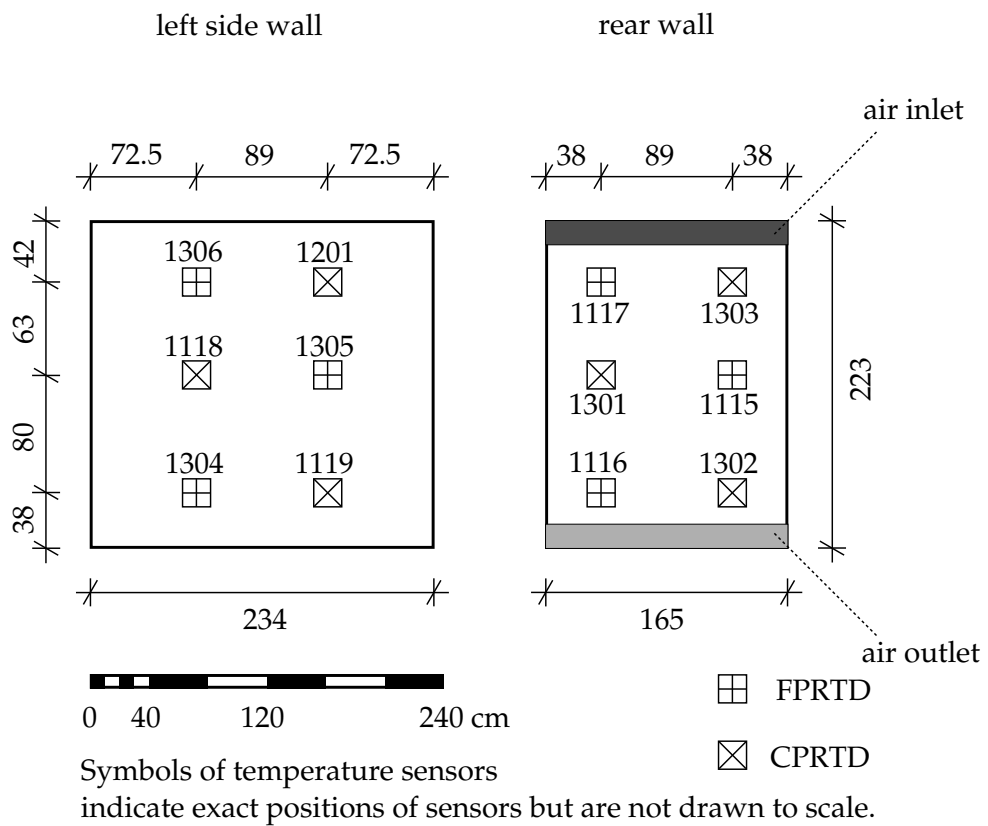 left side wall
rear wall
air inlet
72.5 89 72.5
38 89 38
42
63
80
38
1306 1201
1118 1305
1304 1119
1117 1303
1301 1115
1116 1302
223
234
165
air outlet
0 40 120 240 cm
FPRTD
CPRTD
Symbols of temperature sensors
indicate exact positions of sensors but are not drawn to scale.